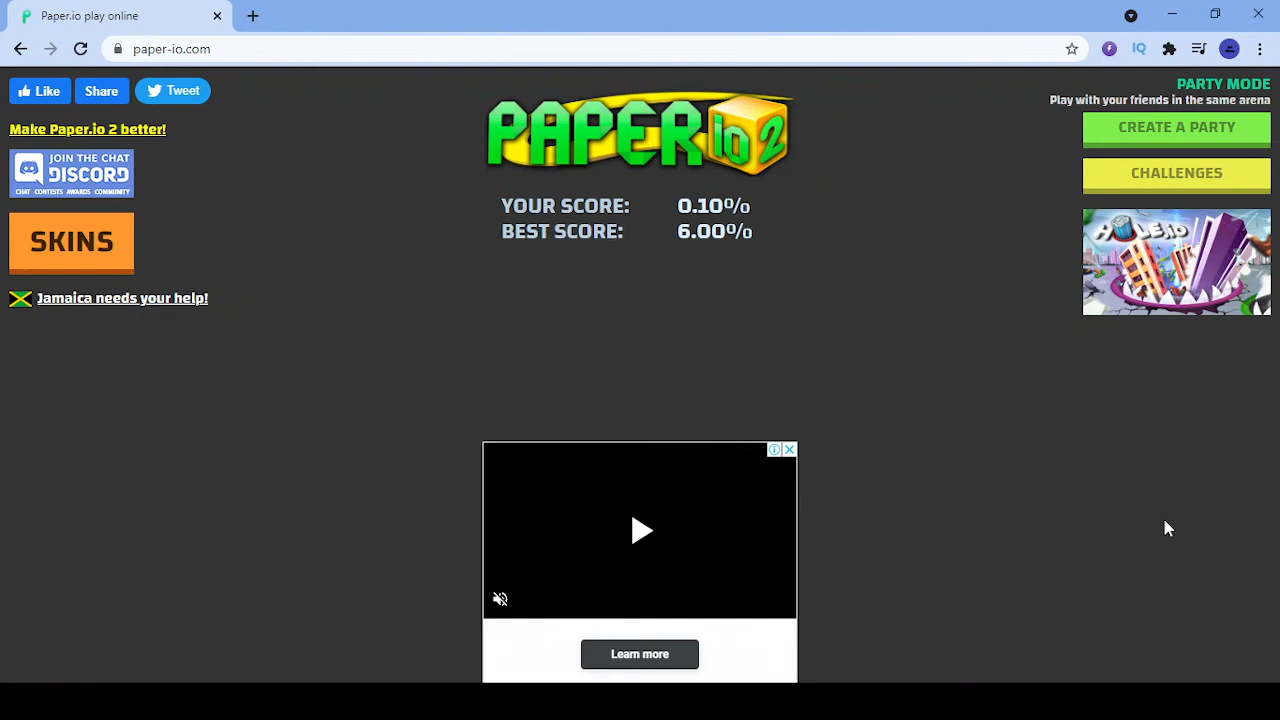 Paper.io play online
paper-io.com
IQ
Like
Share
Tweet
Make Paper.io 2 better!
JOIN THE CHAT
DISCORD
CHAT CONTESTS AWARDS COMMUNITY
SKINS
Jamaica needs your help!
PAPER io 2
YOUR SCORE: 0.10%
BEST SCORE: 6.00%
PARTY MODE
Play with your friends in the same arena
CREATE A PARTY
CHALLENGES
HOLE.io
Learn more